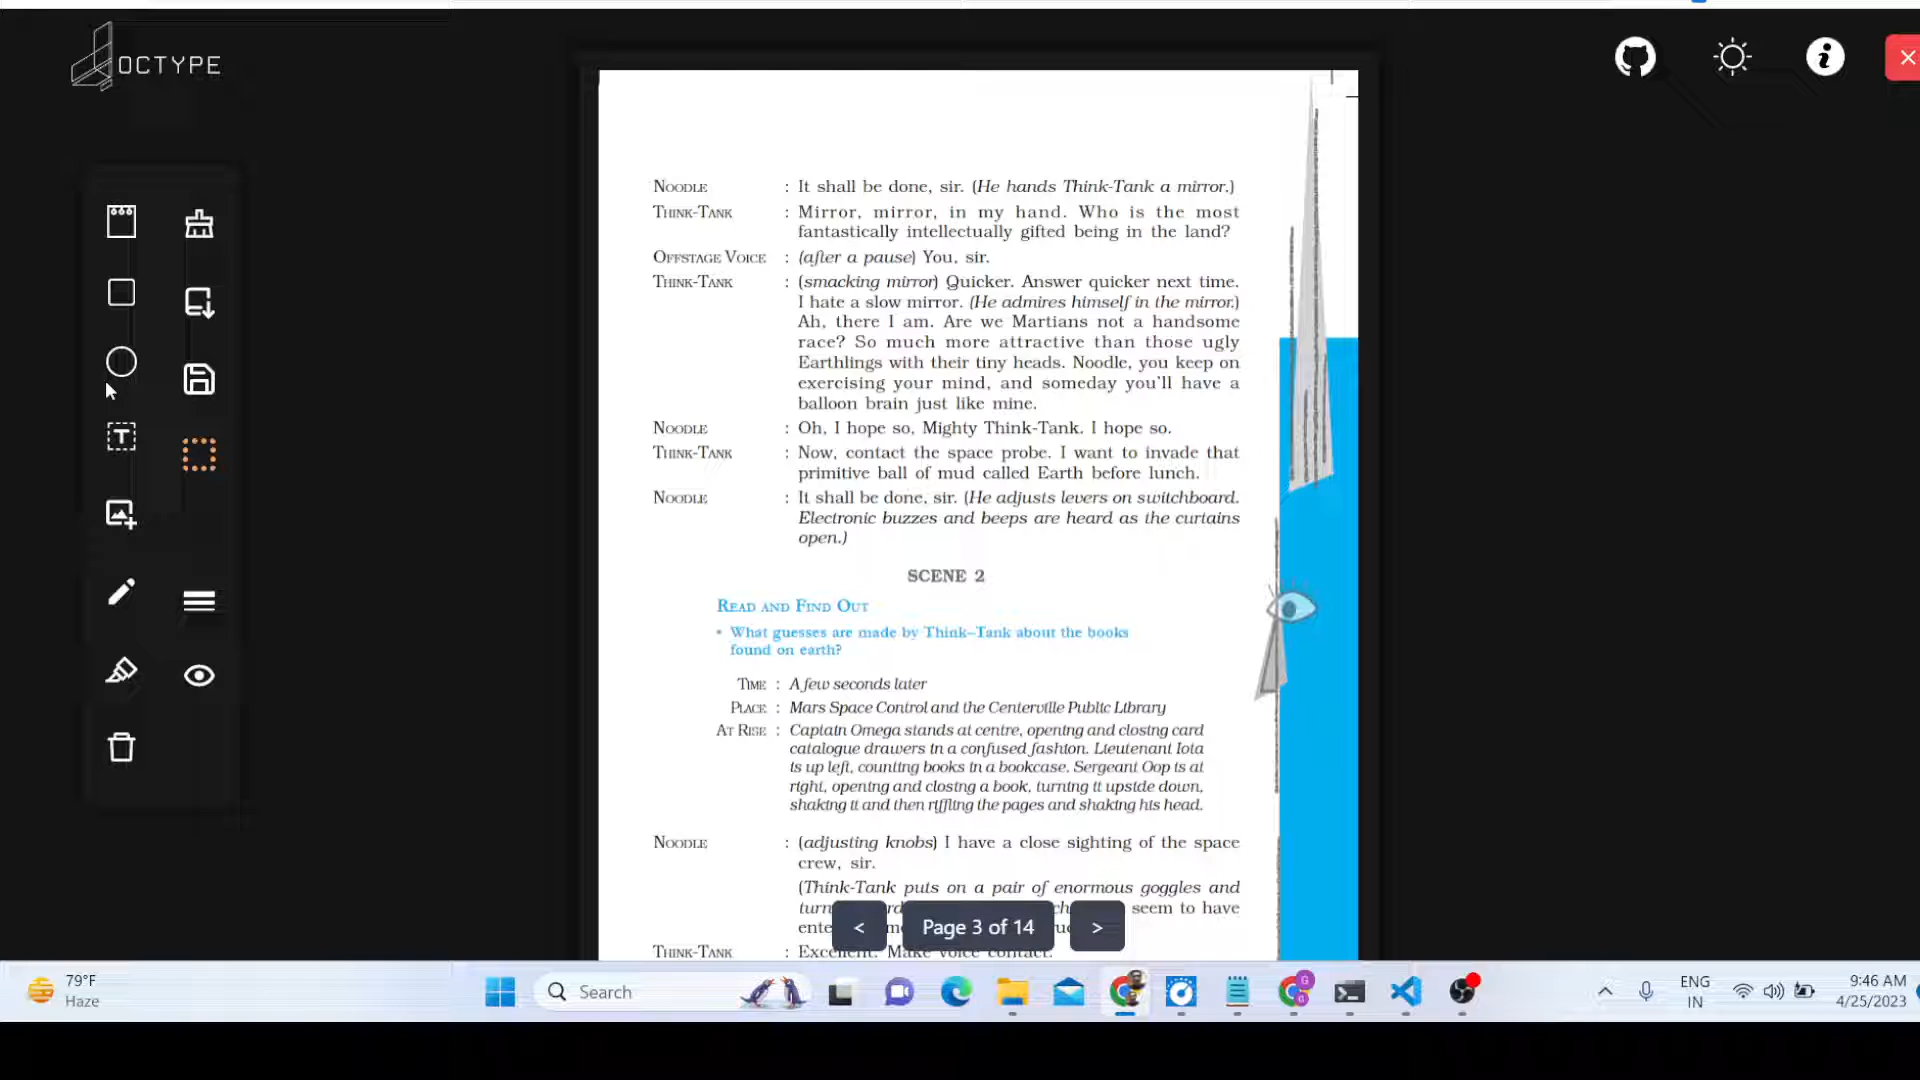 OCTYPE
NOODLE : It shall be done, sir. (He hands Think-Tank a mirror.)
THINK-TANK : Mirror, mirror, in my hand. Who is the most
fantastically intellectually gifted being in the land?
OFFSTAGE VOICE : (after a pause) You, sir.
THINK-TANK : (smacking mirror) Quicker. Answer quicker next time.
I hate a slow mirror. (He admires himself in the mirror.)
Ah, there I am. Are we Martians not a handsome
race? So much more attractive than those ugly
Earthlings with their tiny heads. Noodle, you keep on
exercising your mind, and someday you'll have a
balloon brain just like mine.
NOODLE : Oh, I hope so, Mighty Think-Tank. I hope so.
THINK-TANK : Now, contact the space probe. I want to invade that
primitive ball of mud called Earth before lunch.
NOODLE : It shall be done, sir. (He adjusts levers on switchboard.
Electronic buzzes and beeps are heard as the curtains
open.)
SCENE 2
READ AND FIND OUT
• What guesses are made by Think–Tank about the books
found on earth?
TIME : A few seconds later
PLACE : Mars Space Control and the Centerville Public Library
AT RISE : Captain Omega stands at centre, opening and closing card
catalogue drawers in a confused fashion. Lieutenant Iota
is up left, counting books in a bookcase. Sergeant Oop is at
right, opening and closing a book, turning it upside down,
shaking it and then riffling the pages and shaking his head.
NOODLE : (adjusting knobs) I have a close sighting of the space
crew, sir.
(Think-Tank puts on a pair of enormous goggles and
seem to have
< Page 3 of 14 >
THINK-TANK : Excellent. Make voice contact.
79°F
Haze
Search
ENG
IN
9:46 AM
4/25/2023